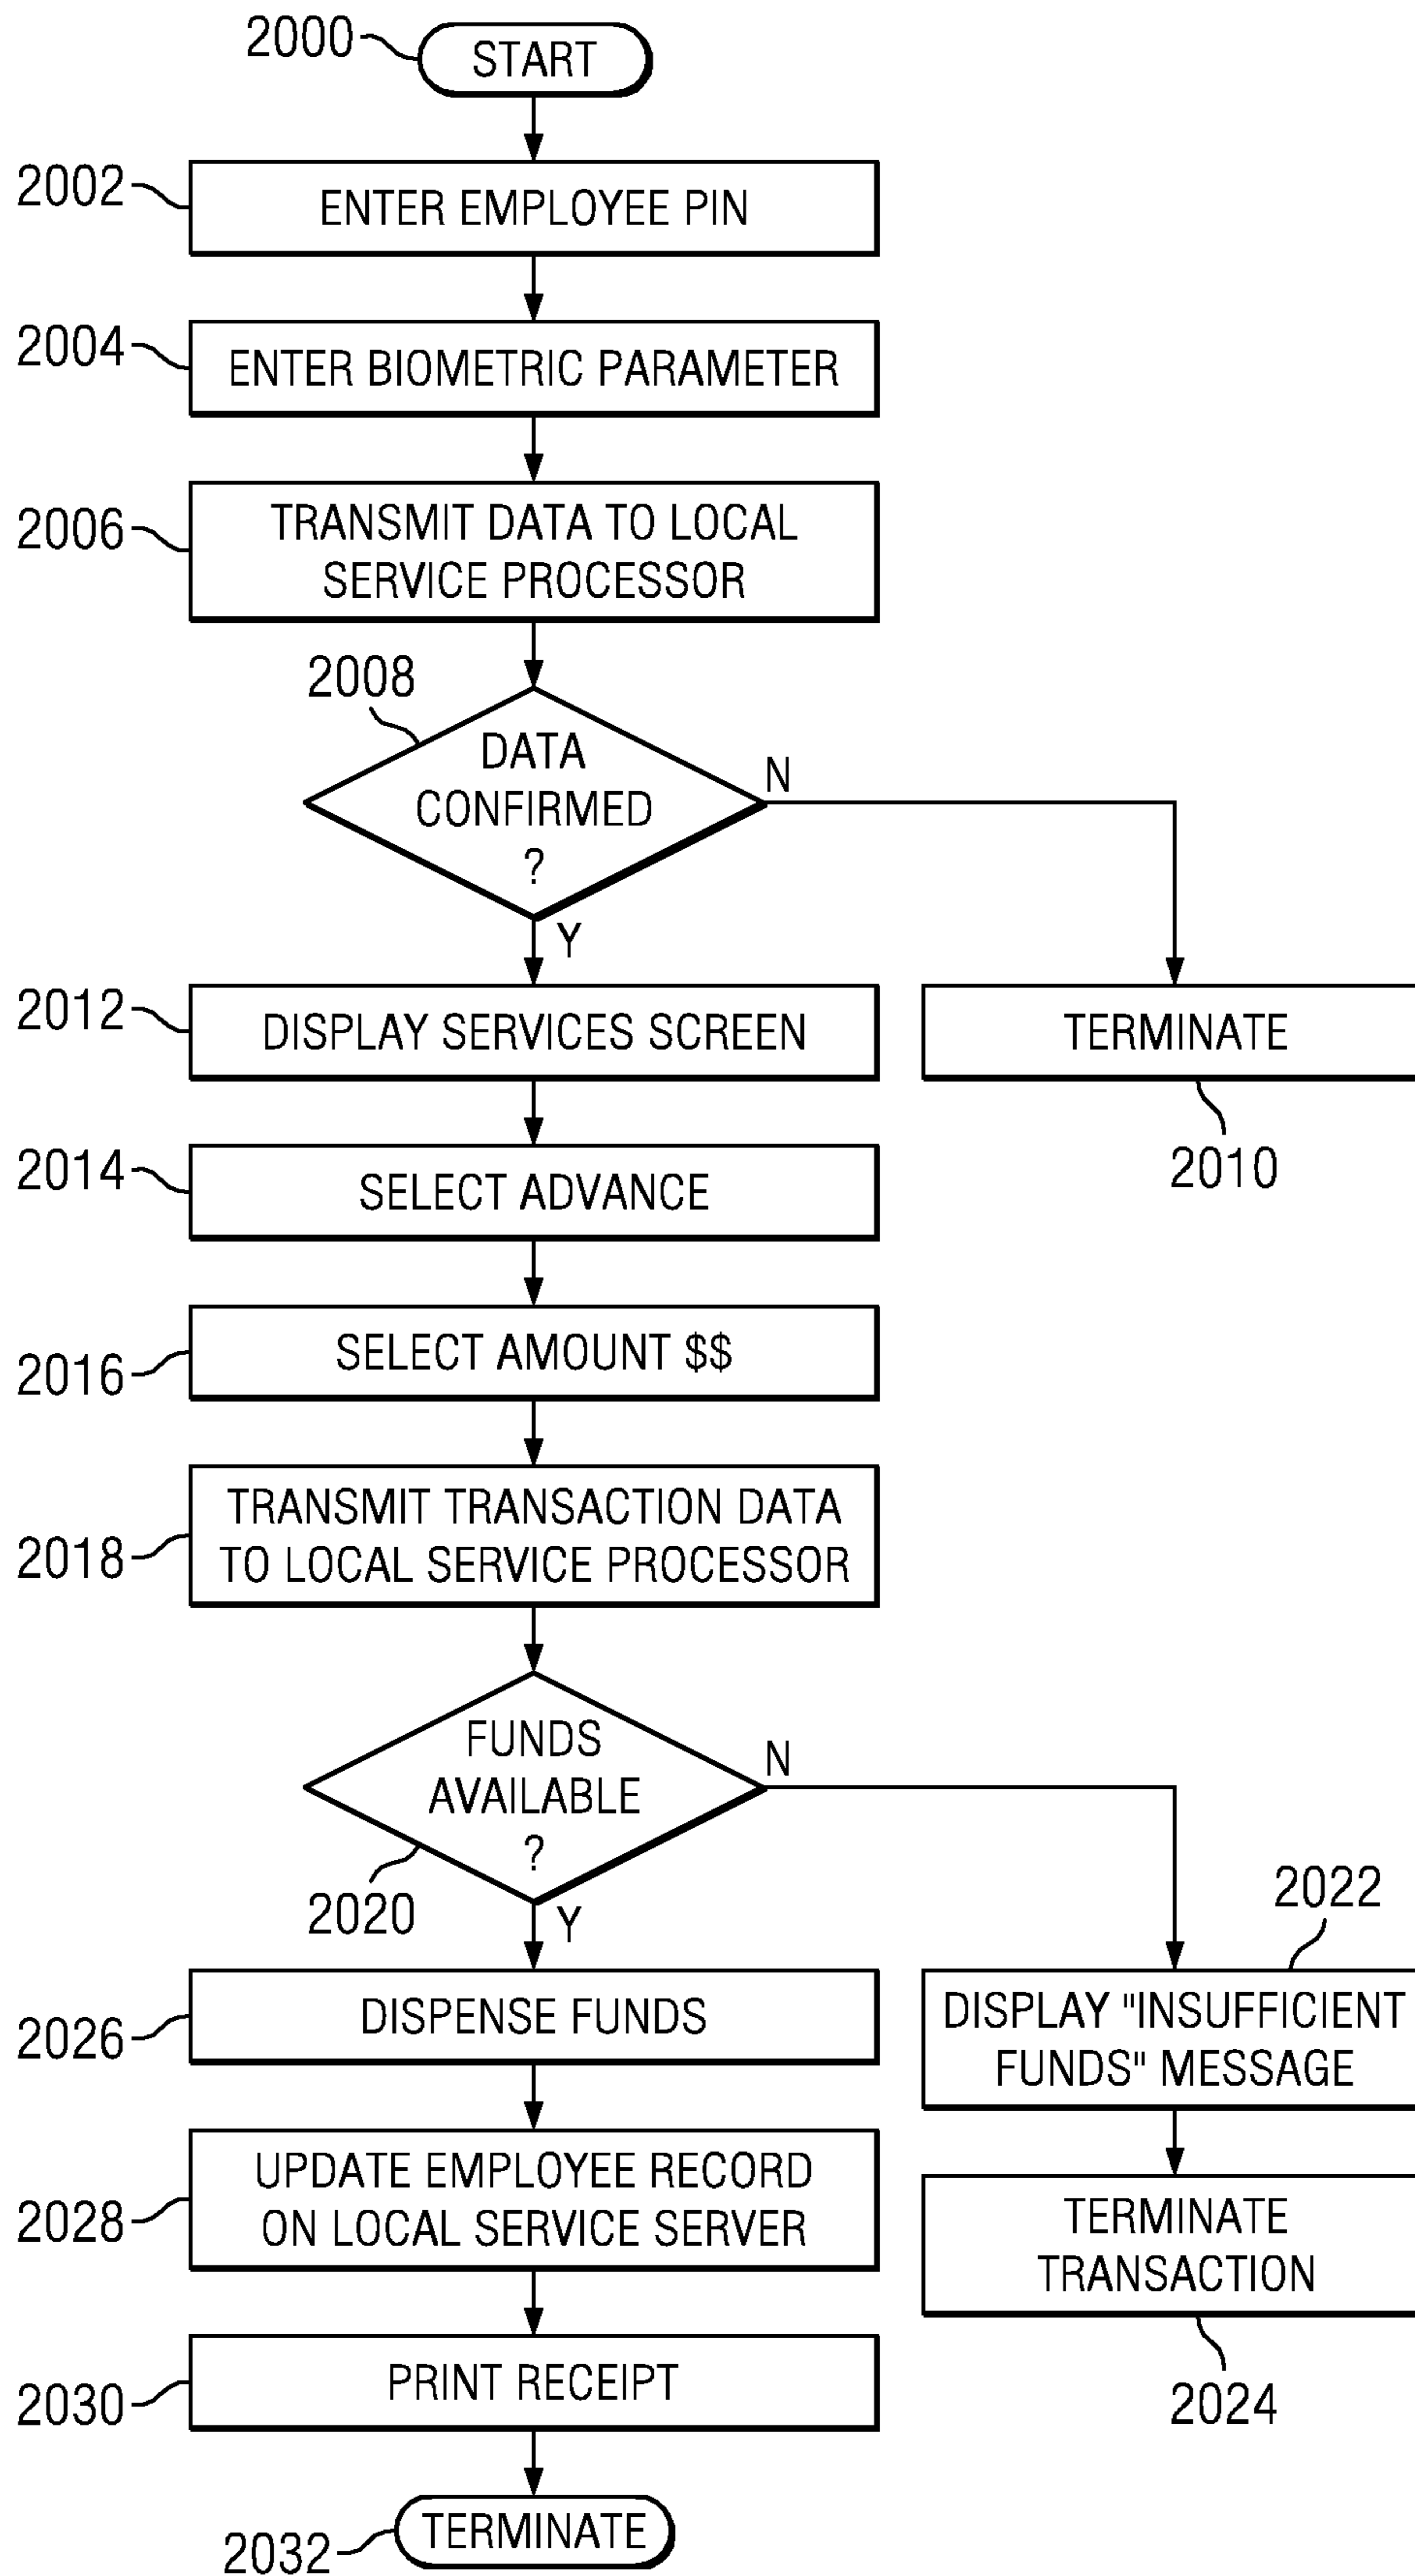 2000
START
2002
ENTER EMPLOYEE PIN
2004
ENTER BIOMETRIC PARAMETER
2006
TRANSMIT DATA TO LOCAL
SERVICE PROCESSOR
2008
DATA
CONFIRMED
?
N
Y
2012
DISPLAY SERVICES SCREEN
TERMINATE
2010
2014
SELECT ADVANCE
2016
SELECT AMOUNT $$
2018
TRANSMIT TRANSACTION DATA
TO LOCAL SERVICE PROCESSOR
FUNDS
AVAILABLE
?
N
2020
Y
2022
2026
DISPENSE FUNDS
DISPLAY "INSUFFICIENT
FUNDS" MESSAGE
2028
UPDATE EMPLOYEE RECORD
ON LOCAL SERVICE SERVER
TERMINATE
TRANSACTION
2024
2030
PRINT RECEIPT
2032
TERMINATE